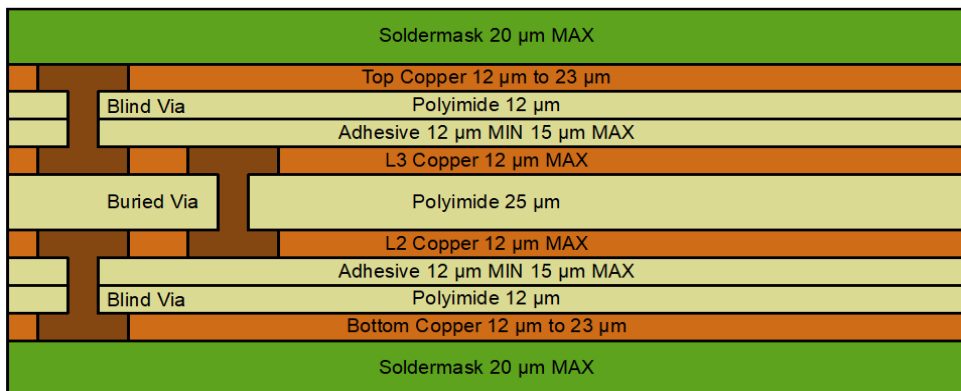 Soldermask 20 µm MAX
Top Copper 12 µm to 23 µm
Blind Via
Polyimide 12 µm
Adhesive 12 µm MIN 15 µm MAX
L3 Copper 12 µm MAX
Buried Via
Polyimide 25 µm
L2 Copper 12 µm MAX
Adhesive 12 µm MIN 15 µm MAX
Blind Via
Polyimide 12 µm
Bottom Copper 12 µm to 23 µm
Soldermask 20 µm MAX